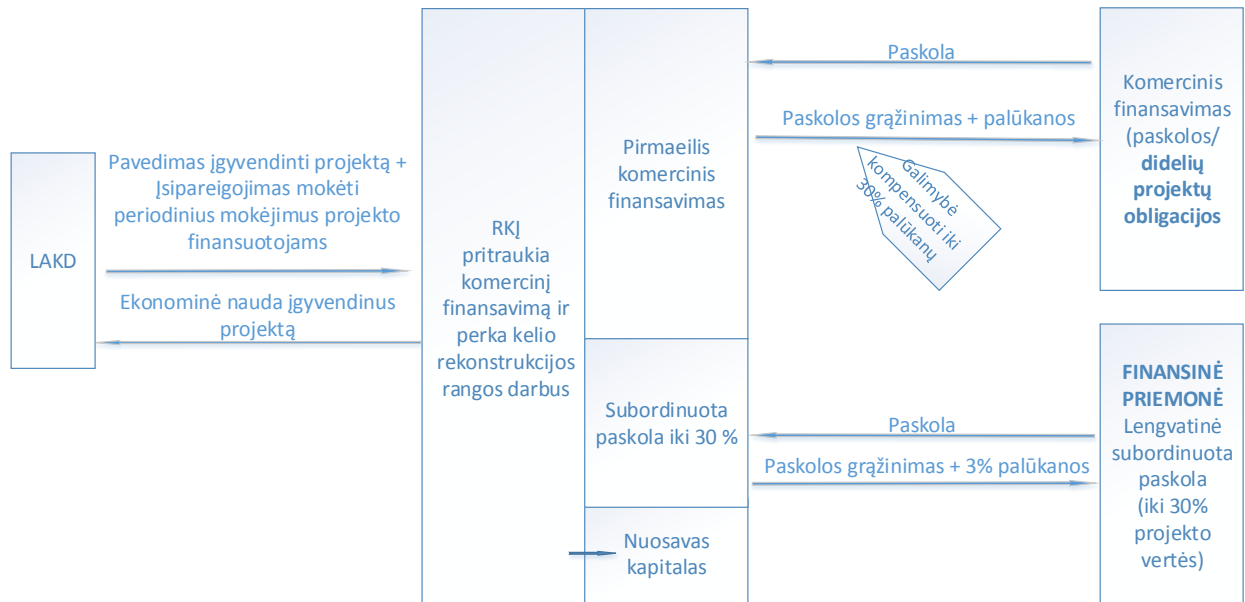 LAKD
Pavedimas įgyvendinti projektą +
Įsipareigojimas mokėti
periodinius mokėjimus projekto
finansuotojams
Ekonominė nauda įgyvendinus
projektą
RKĮ
pritraukia
komercinį
finansavimą ir
perka kelio
rekonstrukcijos
rangos darbus
Pirmaeilis
komercinis
finansavimas
Subordinuota
paskola iki 30 %
Nuosavas
kapitalas
Paskola
Paskolos grąžinimas + palūkanos
Galimybė
kompensuoti iki
30% palūkanų
Komercinis
finansavimas
(paskolos/
didelių
projektų
obligacijos
Paskola
Paskolos grąžinimas + 3% palūkanos
FINANSINĖ
PRIEMONĖ
Lengvatinė
subordinuota
paskola
(iki 30%
projekto
vertės)